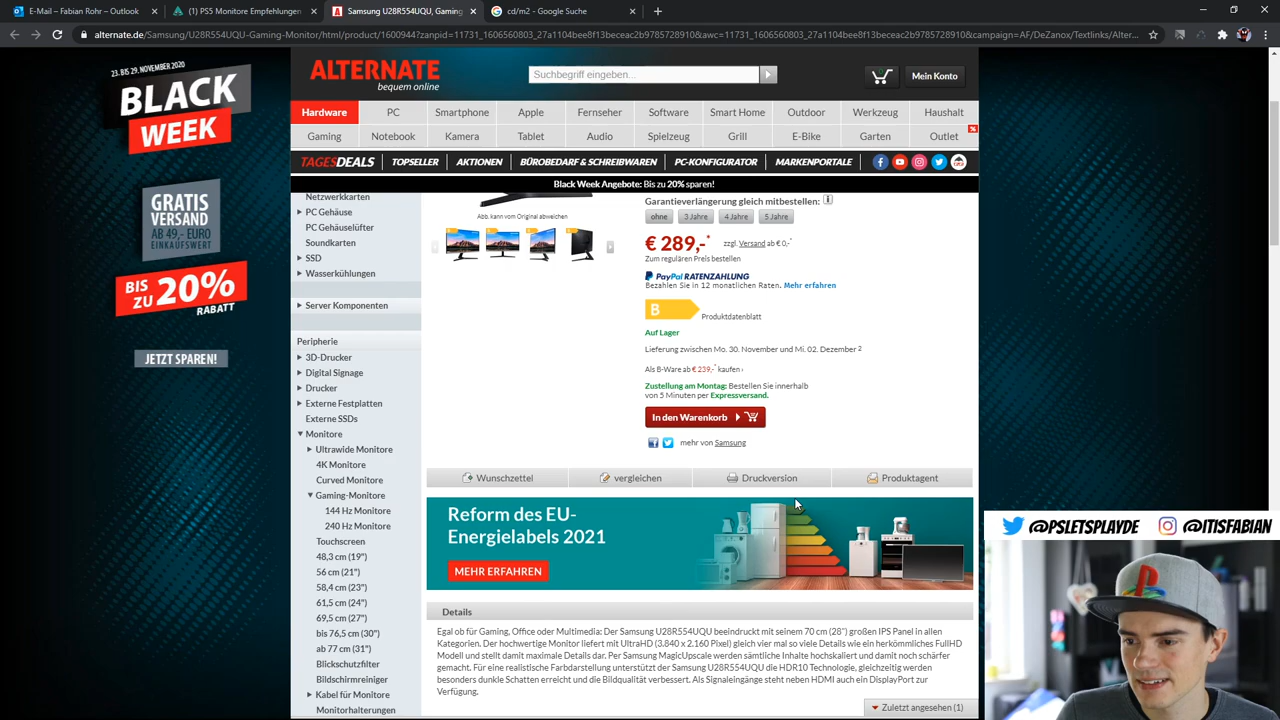 E-Mail – Fabian Rohr – Outlook
(1) PS5 Monitore Empfehlungen
Samsung U28R554UQU, Gaming-M
cd/m2 - Google Suche
alternate.de/Samsung/U28R554UQU-Gaming-Monitor/html/product/1600944?zanpid=11731_1606560803_27a1104bee8f13beceac2b9785728910&awc=11731_1606560803_27a1104bee8f13beceac2b9785728910&campaign=AF/DeZanox/Textlinks/Alter...
23. BIS 29. NOVEMBER 2020
BLACK
WEEK
GRATIS
VERSAND
AB 49,- EURO
EINKAUFSWERT
BIS
ZU 20%
RABATT
JETZT SPAREN!
ALTERNATE
bequem online
Suchbegriff eingeben...
Mein Konto
Hardware PC Smartphone Apple Fernseher Software Smart Home Outdoor Werkzeug Haushalt
Gaming Notebook Kamera Tablet Audio Spielzeug Grill E-Bike Garten Outlet
TAGESDEALS TOPSELLER AKTIONEN BÜROBEDARF & SCHREIBWAREN PC-KONFIGURATOR MARKENPORTALE
Black Week Angebote: Bis zu 20% sparen!
Netzwerkkarten
PC Gehäuse
PC Gehäuselüfter
Soundkarten
SSD
Wasserkühlungen
Server Komponenten
Peripherie
3D-Drucker
Digital Signage
Drucker
Externe Festplatten
Externe SSDs
Monitore
Ultrawide Monitore
4K Monitore
Curved Monitore
Gaming-Monitore
144 Hz Monitore
240 Hz Monitore
Touchscreen
48,3 cm (19")
56 cm (21")
58,4 cm (23")
61,5 cm (24")
69,5 cm (27")
bis 76,5 cm (30")
ab 77 cm (31")
Blickschutzfilter
Bildschirmreiniger
Kabel für Monitore
Monitorhalterungen
Abb. kann vom Original abweichen
Garantieverlängerung gleich mitbestellen:
ohne 3 Jahre 4 Jahre 5 Jahre
€ 289,-* zzgl. Versand ab € 0,-*
Zum regulären Preis bestellen
PayPal RATENZAHLUNG
Bezahlen Sie in 12 monatlichen Raten. Mehr erfahren
B Produktdatenblatt
Auf Lager
Lieferung zwischen Mo. 30. November und Mi. 02. Dezember 2
Als B-Ware ab € 239,-* kaufen
Zustellung am Montag: Bestellen Sie innerhalb
von 5 Minuten per Expressversand.
In den Warenkorb
mehr von Samsung
Wunschzettel vergleichen Druckversion Produktagent
Reform des EU-
Energielabels 2021
MEHR ERFAHREN
Details
Egal ob für Gaming, Office oder Multimedia: Der Samsung U28R554UQU beeindruckt mit seinem 70 cm (28") großen IPS Panel in allen
Kategorien. Der hochwertige Monitor liefert mit UltraHD (3.840 x 2.160 Pixel) gleich vier mal so viele Details wie ein herkömmliches FullHD
Modell und stellt damit maximale Details dar. Per Samsung MagicUpscale werden sämtliche Inhalte hochskaliert und damit noch schärfer
gemacht. Für eine realistische Farbdarstellung unterstützt der Samsung U28R554UQU die HDR10 Technologie, gleichzeitig werden
besonders dunkle Schatten erreicht und die Bildqualität verbessert. Als Signaleingänge steht neben HDMI auch ein DisplayPort zur
Verfügung.
Zuletzt angesehen (1)
@PSLETSPLAYDE @ITISFABIAN